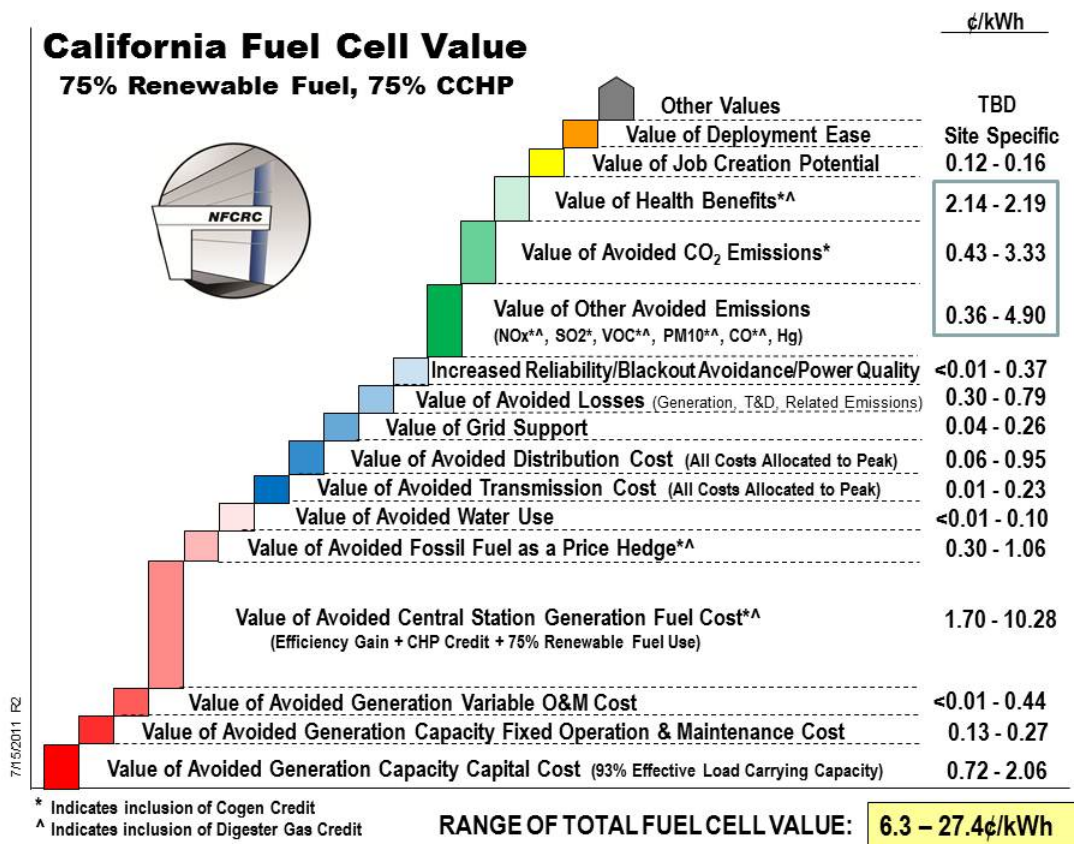 ¢/kWh
California Fuel Cell Value
75% Renewable Fuel, 75% CCHP
Other Values TBD
Value of Deployment Ease Site Specific
Value of Job Creation Potential 0.12 - 0.16
NFCRC
Value of Health Benefits*^ 2.14 - 2.19
Value of Avoided CO₂ Emissions* 0.43 - 3.33
Value of Other Avoided Emissions 0.36 - 4.90
(NOx*^, SO2*, VOC*^, PM10*^, CO*^, Hg)
Increased Reliability/Blackout Avoidance/Power Quality <0.01 - 0.37
Value of Avoided Losses (Generation, T&D, Related Emissions) 0.30 - 0.79
Value of Grid Support 0.04 - 0.26
Value of Avoided Distribution Cost (All Costs Allocated to Peak) 0.06 - 0.95
Value of Avoided Transmission Cost (All Costs Allocated to Peak) 0.01 - 0.23
Value of Avoided Water Use <0.01 - 0.10
Value of Avoided Fossil Fuel as a Price Hedge*^ 0.30 - 1.06
Value of Avoided Central Station Generation Fuel Cost*^ 1.70 - 10.28
(Efficiency Gain + CHP Credit + 75% Renewable Fuel Use)
Value of Avoided Generation Variable O&M Cost <0.01 - 0.44
Value of Avoided Generation Capacity Fixed Operation & Maintenance Cost 0.13 - 0.27
Value of Avoided Generation Capacity Capital Cost (93% Effective Load Carrying Capacity) 0.72 - 2.06
7/15/2011 R2
* Indicates inclusion of Cogen Credit
^ Indicates inclusion of Digester Gas Credit
RANGE OF TOTAL FUEL CELL VALUE: 6.3 – 27.4¢/kWh